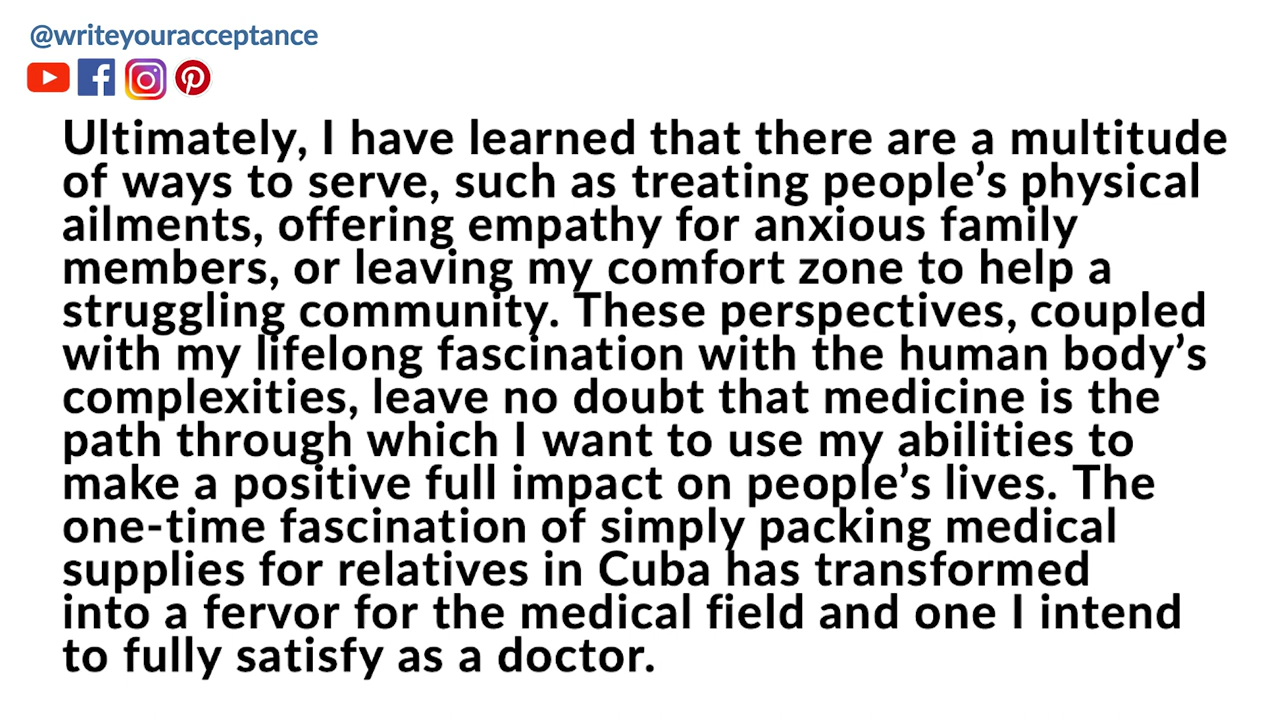 @writeyouracceptance
Ultimately, I have learned that there are a multitude
of ways to serve, such as treating people’s physical
ailments, offering empathy for anxious family
members, or leaving my comfort zone to help a
struggling community. These perspectives, coupled
with my lifelong fascination with the human body’s
complexities, leave no doubt that medicine is the
path through which I want to use my abilities to
make a positive full impact on people’s lives. The
one-time fascination of simply packing medical
supplies for relatives in Cuba has transformed
into a fervor for the medical field and one I intend
to fully satisfy as a doctor.